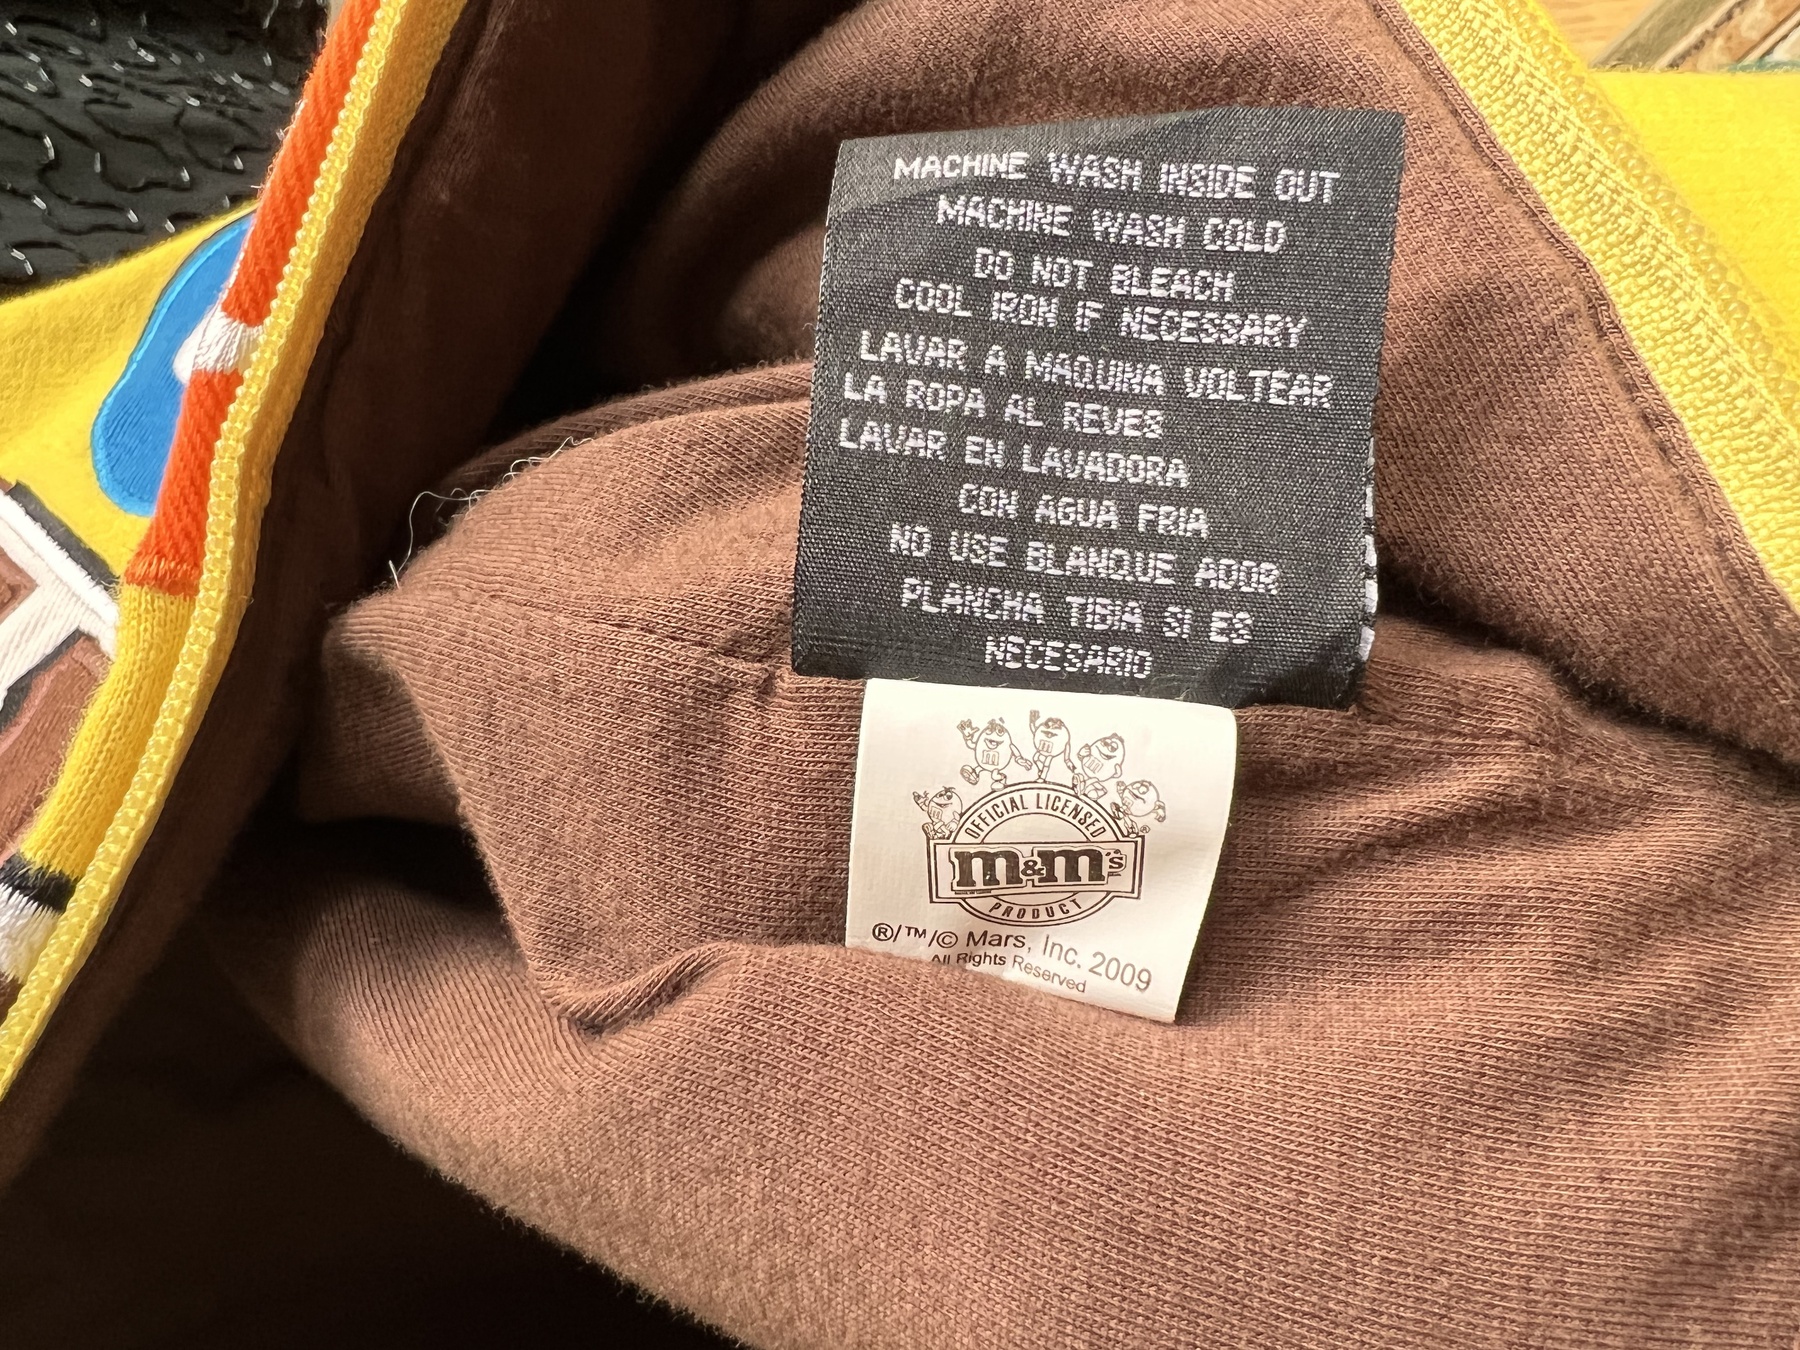 MACHINE WASH INSIDE OUT
MACHINE WASH COLD
DO NOT BLEACH
COOL IRON IF NECESSARY
LAVAR A MAQUINA VOLTEAR
LA ROPA AL REVES
LAVAR EN LAVADORA
CON AGUA FRIA
NO USE BLANQUE ADOR
PLANCHA TIBIA SI ES
NECESARIO
OFFICIAL LICENSED
m&m's
PRODUCT
®
®/™/© Mars, Inc. 2009
All Rights Reserved